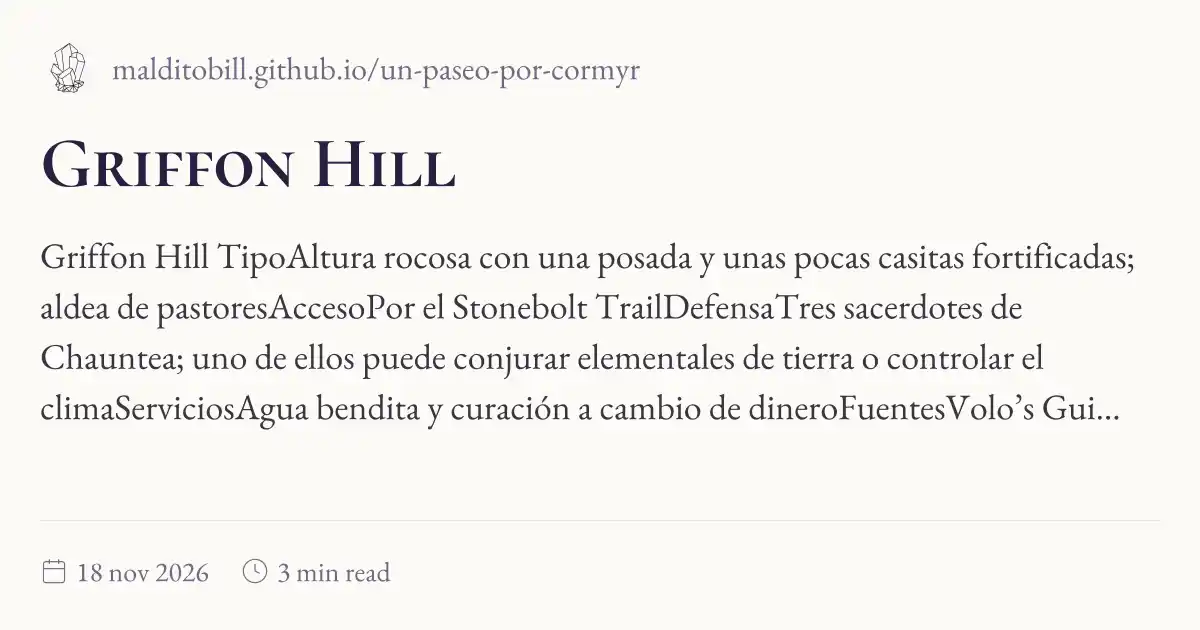 malditobill.github.io/un-paseo-por-cormyr
Griffon Hill
Griffon Hill TipoAltura rocosa con una posada y unas pocas casitas fortificadas;
aldea de pastoresAccesoPor el Stonebolt TrailDefensaTres sacerdotes de
Chauntea; uno de ellos puede conjurar elementales de tierra o controlar el
climaServiciosAgua bendita y curación a cambio de dineroFuentesVolo’s Gui...
18 nov 2026 3 min read